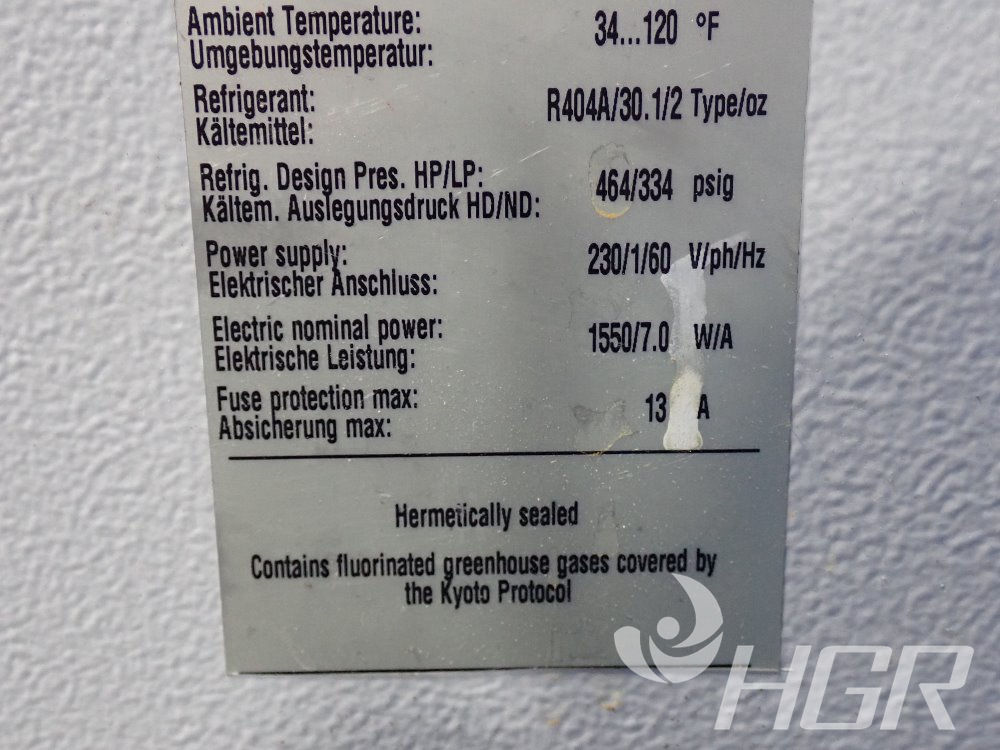 Ambient Temperature: 34...120 °F
Umgebungstemperatur:
Refrigerant: R404A/30.1/2 Type/oz
Kältemittel:
Refrig. Design Pres. HP/LP: 464/334 psig
Kältem. Auslegungsdruck HD/ND:
Power supply: 230/1/60 V/ph/Hz
Elektrischer Anschluss:
Electric nominal power: 1550/7.0 W/A
Elektrische Leistung:
Fuse protection max: 13 A
Absicherung max:
Hermetically sealed
Contains fluorinated greenhouse gases covered by
the Kyoto Protocol
HGR